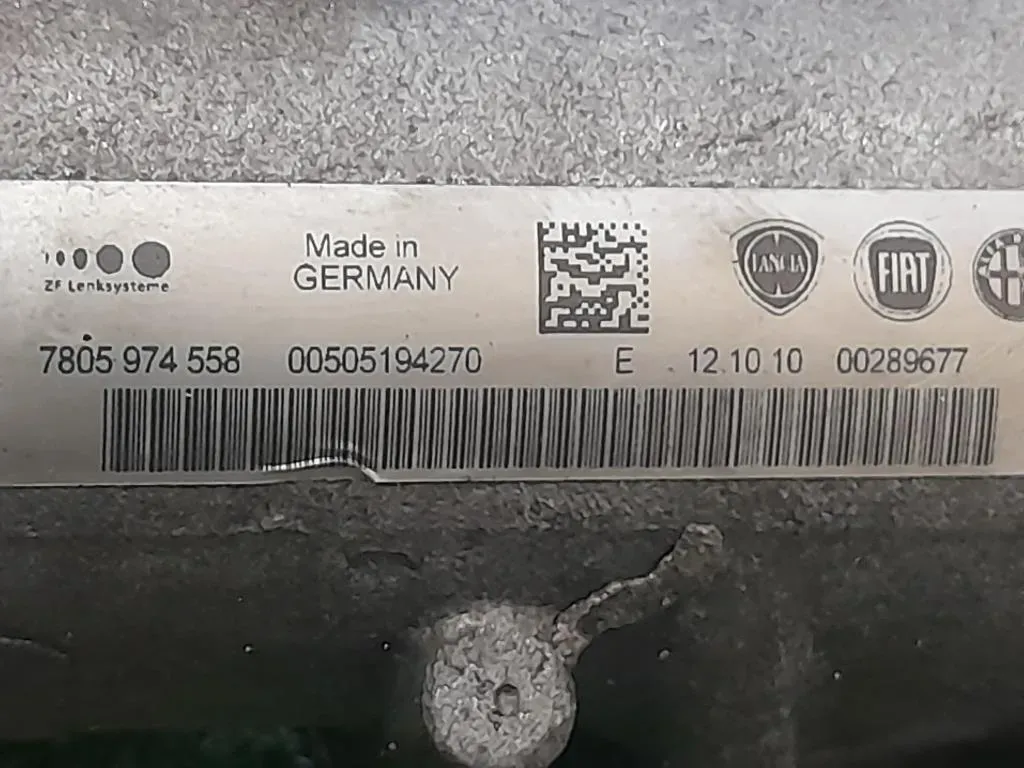 ZF Lenksysteme
Made in
GERMANY
LANCIA
FIAT
7805 974 558 00505194270 E 12.10.10 00289677